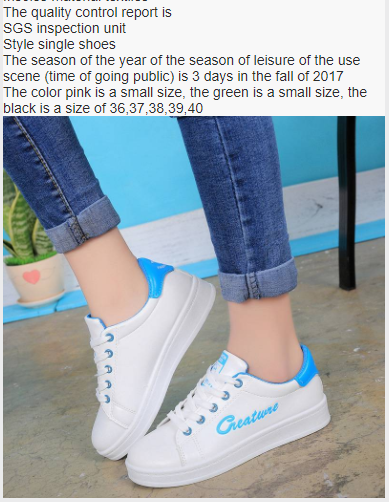 The quality control report is
SGS inspection unit
Style single shoes
The season of the year of the season of leisure of the use
scene (time of going public) is 3 days in the fall of 2017
The color pink is a small size, the green is a small size, the
black is a size of 36,37,38,39,40
Creature